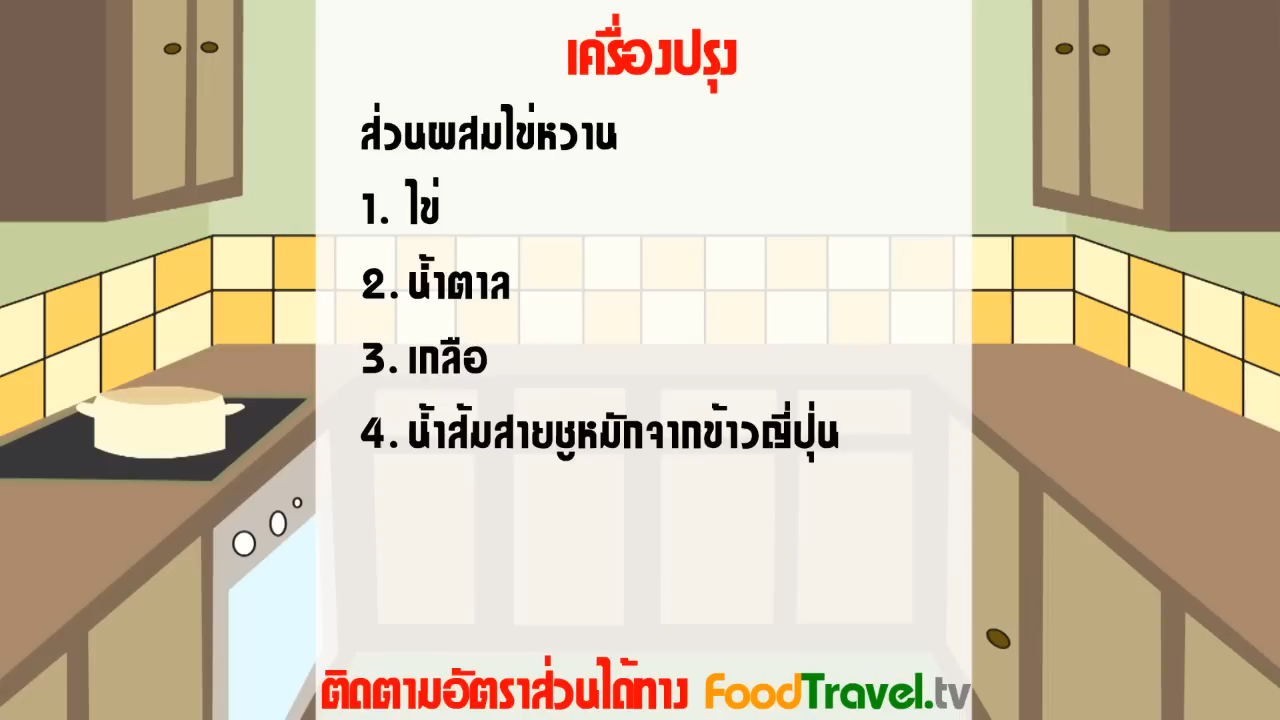 เครื่องปรุง
ส่วนผสมไข่หวาน
1. ไข่
2. น้ำตาล
3. เกลือ
4. น้ำส้มสายชูหมักจากข้าวญี่ปุ่น
ติดตามอัตราส่วนได้ทาง FoodTravel.tv